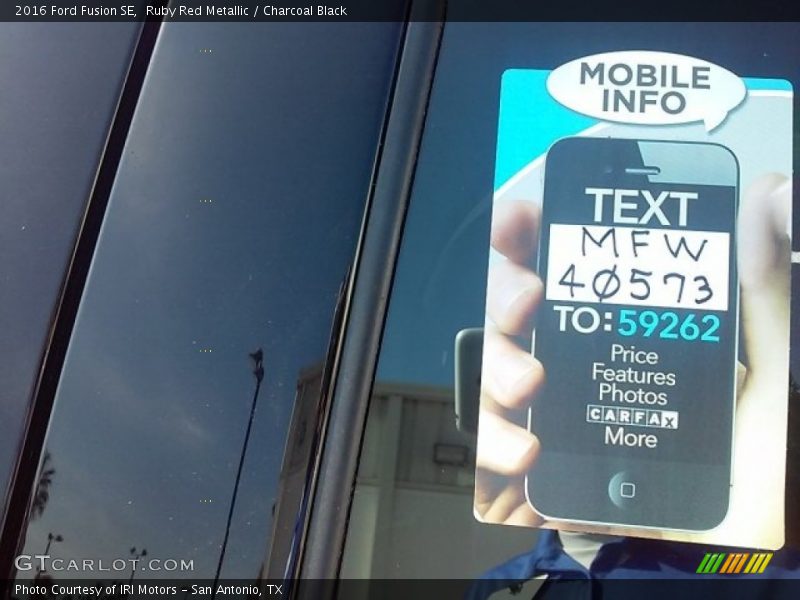 2016 Ford Fusion SE,  Ruby Red Metallic / Charcoal Black
MOBILE
INFO
TEXT
MFW
40573
TO: 59262
Price
Features
Photos
CARFAX
More
GTCARLOT.COM
Photo Courtesy of IRI Motors - San Antonio, TX